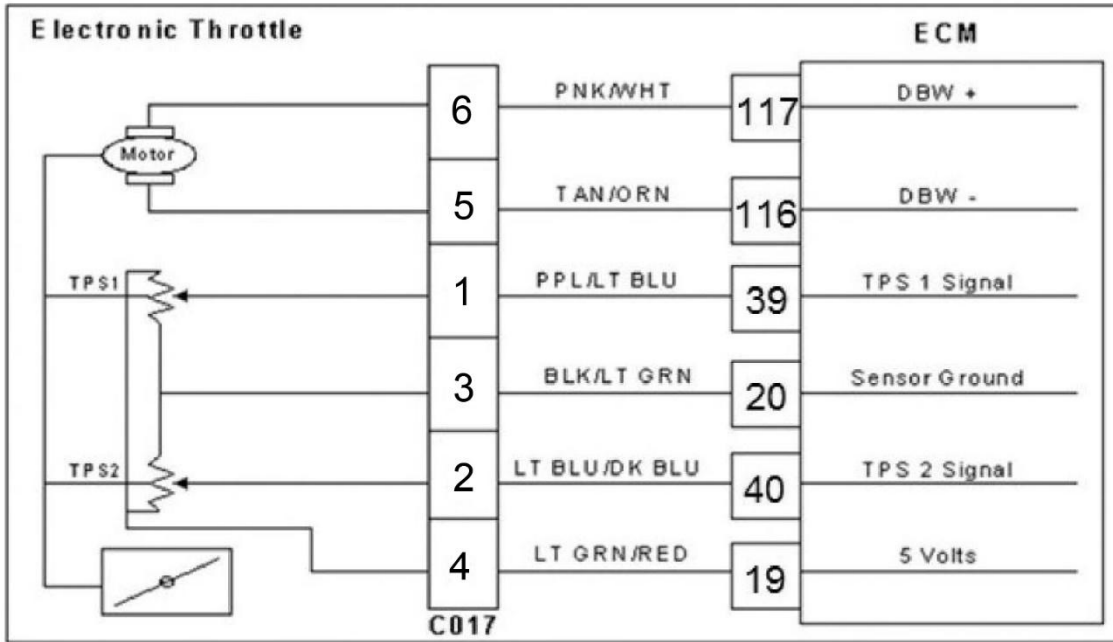 Electronic Throttle
ECM
6 PNK/WHT 117 DBW +
Motor
5 TAN/ORN 116 DBW -
TPS1 1 PPL/LT BLU 39 TPS 1 Signal
3 BLK/LT GRN 20 Sensor Ground
TPS2 2 LT BLU/DK BLU 40 TPS 2 Signal
4 LT GRN/RED 19 5 Volts
C017